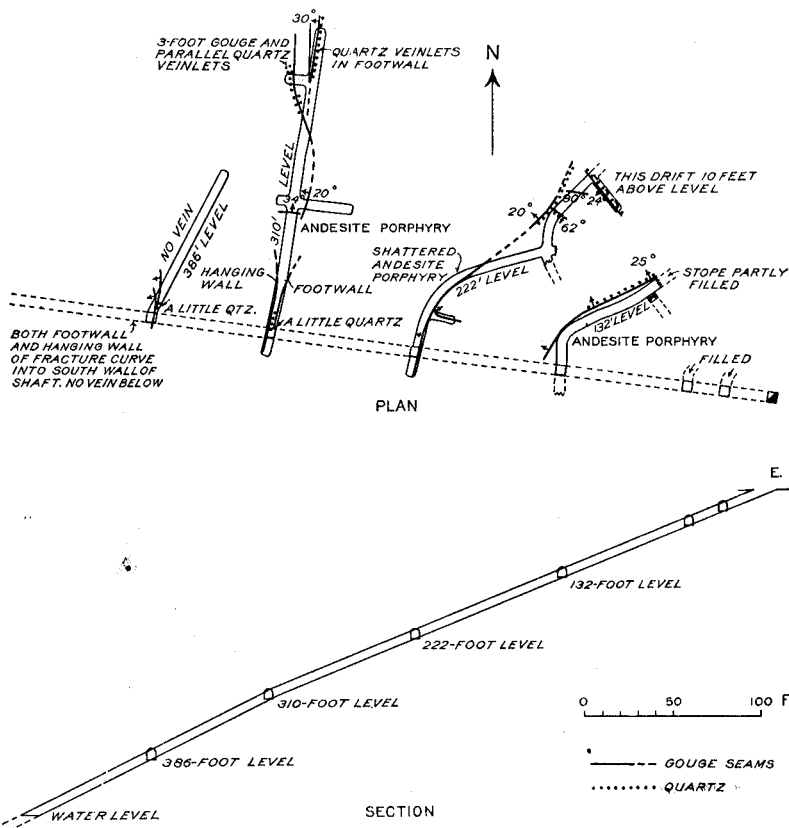 30°
3-FOOT GOUGE AND
PARALLEL QUARTZ
VEINLETS
QUARTZ VEINLETS
IN FOOTWALL
N
NO VEIN
386' LEVEL
310' LEVEL
34°
20°
ANDESITE PORPHYRY
HANGING
WALL
FOOTWALL
A LITTLE QTZ.
A LITTLE QUARTZ
BOTH FOOTWALL
AND HANGING WALL
OF FRACTURE CURVE
INTO SOUTH WALL OF
SHAFT. NO VEIN BELOW
SHATTERED
ANDESITE
PORPHYRY
222' LEVEL
20°
24°
62°
THIS DRIFT 10 FEET
ABOVE LEVEL
25°
STOPE PARTLY
FILLED
132' LEVEL
ANDESITE PORPHYRY
FILLED
PLAN
E.
132-FOOT LEVEL
222-FOOT LEVEL
310-FOOT LEVEL
386-FOOT LEVEL
WATER LEVEL
SECTION
0 50 100 F
GOUGE SEAMS
QUARTZ